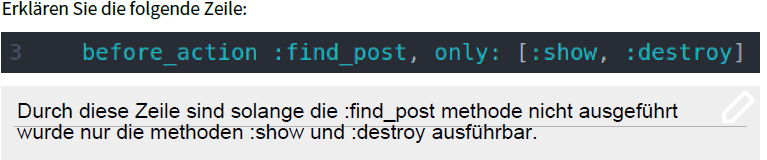 Erklären Sie die folgende Zeile:
3 before_action :find_post, only: [:show, :destroy]
Durch diese Zeile sind solange die :find_post methode nicht ausgeführt
wurde nur die methoden :show und :destroy ausführbar.